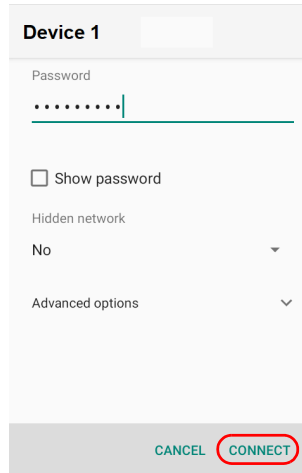 Device 1
Password
•••••••••
Show password
Hidden network
No
Advanced options
CANCEL CONNECT